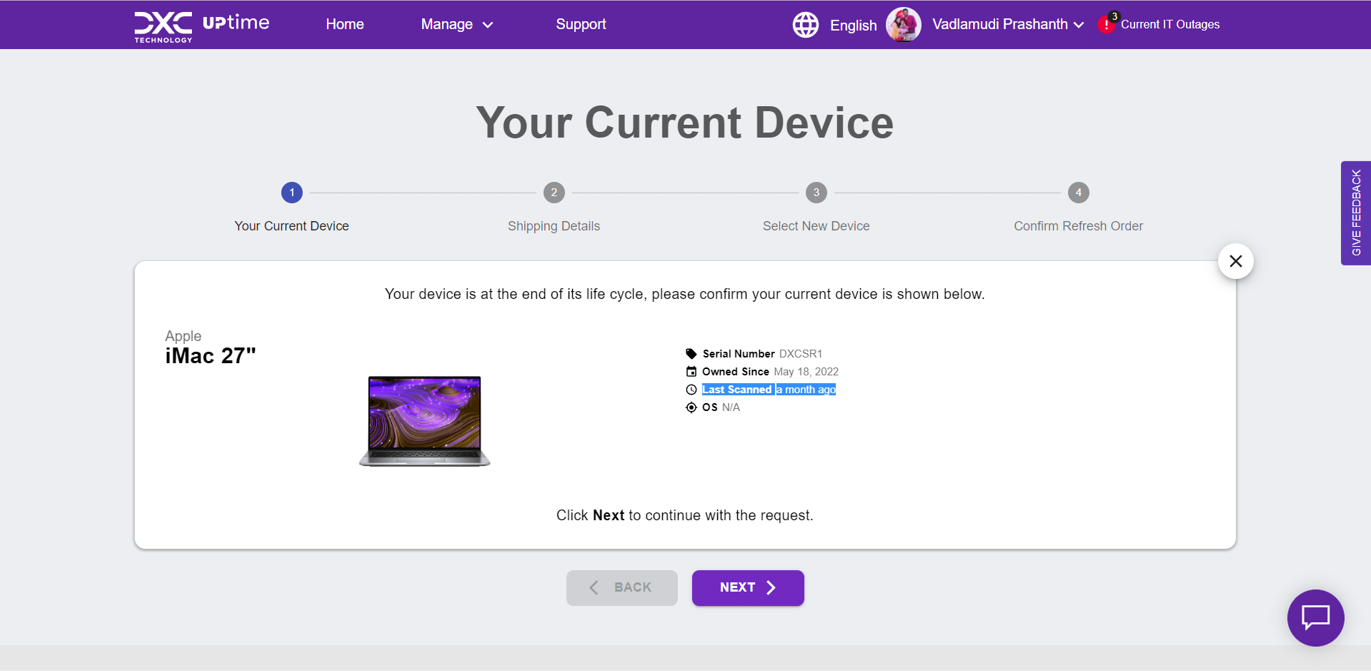 DXC TECHNOLOGY UPtime
Home
Manage
Support
English
Vadlamudi Prashanth
3
!
Current IT Outages
Your Current Device
1
2
3
4
Your Current Device
Shipping Details
Select New Device
Confirm Refresh Order
GIVE FEEDBACK
Your device is at the end of its life cycle, please confirm your current device is shown below.
Apple
iMac 27"
Serial Number DXCSR1
Owned Since May 18, 2022
Last Scanned a month ago
OS N/A
Click Next to continue with the request.
BACK
NEXT